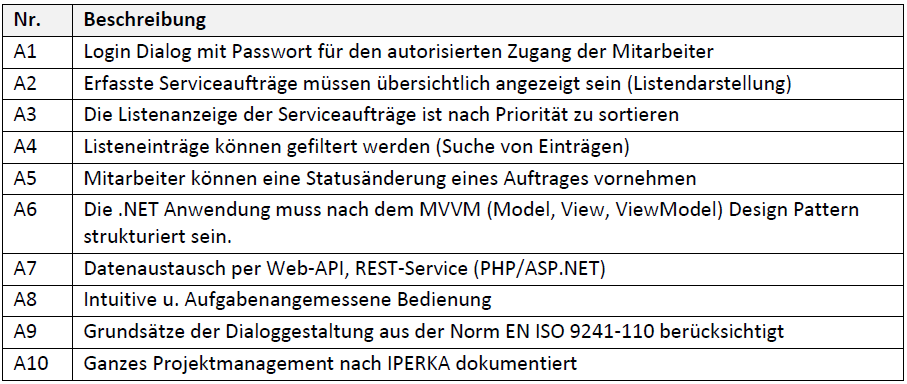 Nr. Beschreibung
A1 Login Dialog mit Passwort für den autorisierten Zugang der Mitarbeiter
A2 Erfasste Serviceaufträge müssen übersichtlich angezeigt sein (Listendarstellung)
A3 Die Listenanzeige der Serviceaufträge ist nach Priorität zu sortieren
A4 Listeneinträge können gefiltert werden (Suche von Einträgen)
A5 Mitarbeiter können eine Statusänderung eines Auftrages vornehmen
A6 Die .NET Anwendung muss nach dem MVVM (Model, View, ViewModel) Design Pattern
strukturiert sein.
A7 Datenaustausch per Web-API, REST-Service (PHP/ASP.NET)
A8 Intuitive u. Aufgabenangemessene Bedienung
A9 Grundsätze der Dialoggestaltung aus der Norm EN ISO 9241-110 berücksichtigt
A10 Ganzes Projektmanagement nach IPERKA dokumentiert